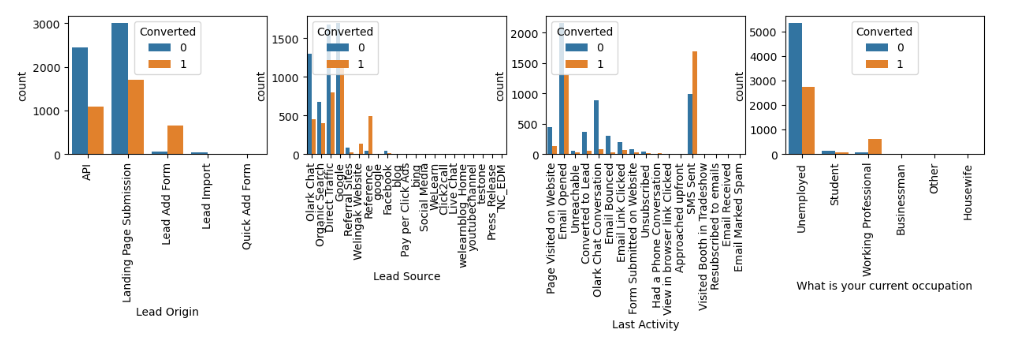 Converted
0
1
3000
2000
1000
0
count
API
Landing Page Submission
Lead Add Form
Lead Import
Quick Add Form
Lead Origin
Converted
0
1
1500
1000
500
0
count
Olark Chat
Organic Search
Direct Traffic
Google
Referral Sites
Welingak Website
Reference
google
Facebook
blog
Pay per Click Ads
bing
Social Media
WeLearn
Click2call
Live Chat
welearnblog_Home
youtubechannel
testone
Press_Release
NC_EDM
Lead Source
Converted
0
1
2000
1500
1000
500
0
count
Page Visited on Website
Email Opened
Unreachable
Converted to Lead
Olark Chat Conversation
Email Bounced
Email Link Clicked
Form Submitted on Website
Unsubscribed
Had a Phone Conversation
View in browser link Clicked
Approached upfront
SMS Sent
Visited Booth in Tradeshow
Resubscribed to emails
Email Received
Email Marked Spam
Last Activity
Converted
0
1
5000
4000
3000
2000
1000
0
count
Unemployed
Student
Working Professional
Businessman
Other
Housewife
What is your current occupation